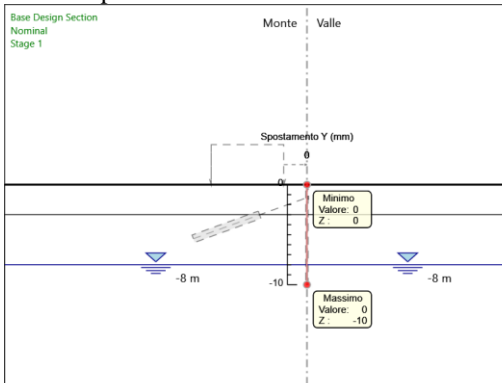 Base Design Section
Nominal
Stage 1
Monte
Valle
Spostamento Y (mm)
0
0
Minimo
Valore: 0
Z : 0
-8 m
-8 m
-10
Massimo
Valore: 0
Z : -10